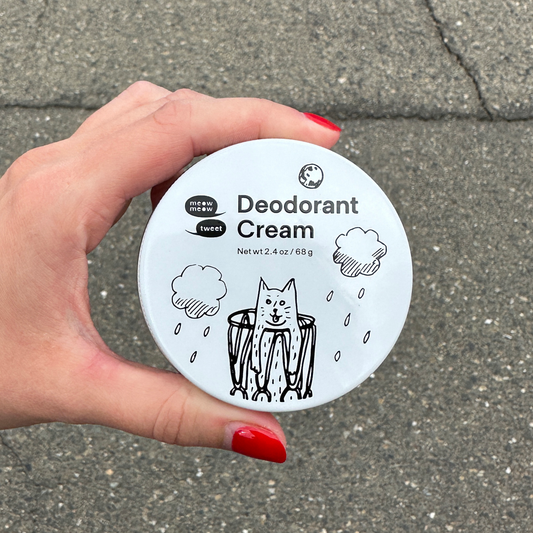 meow
meow
tweet
Deodorant
Cream
Net wt 2.4 oz / 68 g